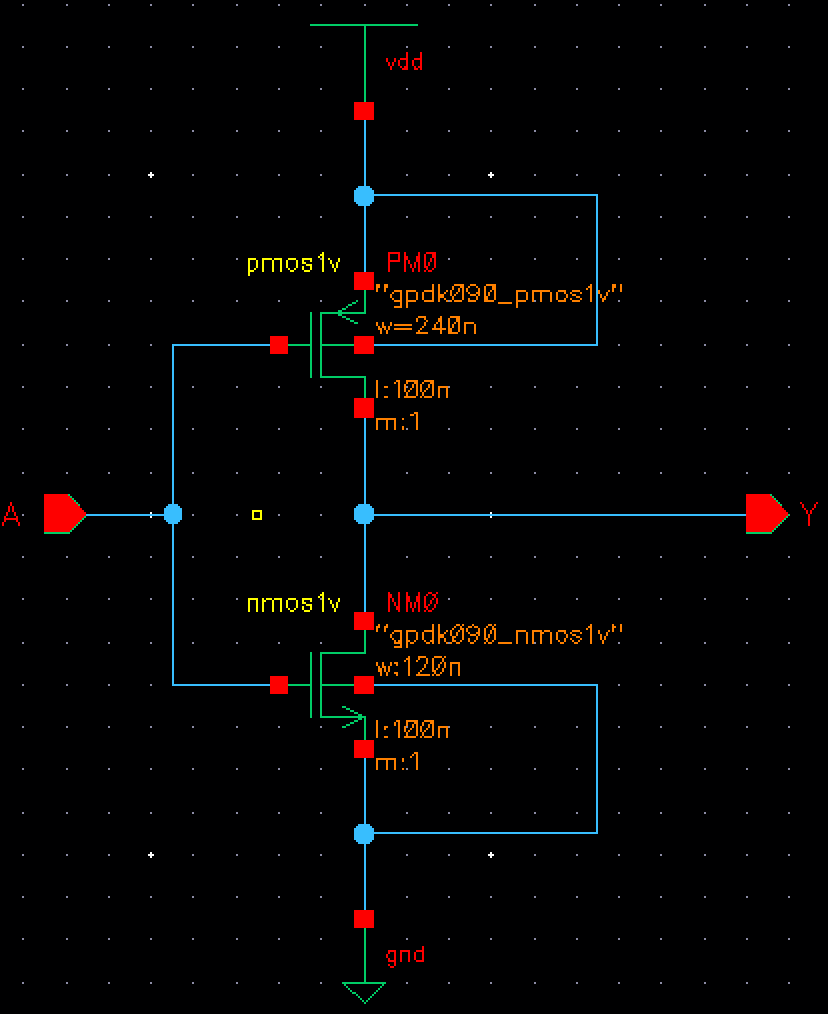 vdd
pmos1v PM0
"gpdk090_pmos1v"
w=240n
l:100n
m:1
A Y
nmos1v NM0
"gpdk090_nmos1v"
w:120n
l:100n
m:1
gnd